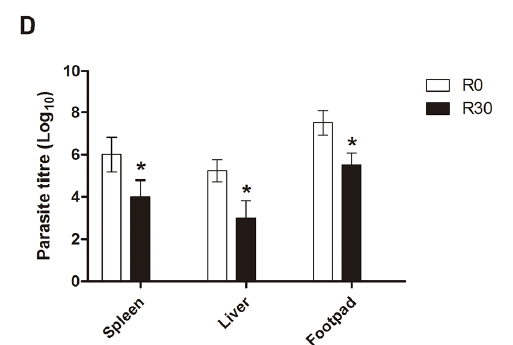 D
Parasite titre (Log10)
10
8
6
4
2
0
*
*
*
Spleen
Liver
Footpad
R0
R30